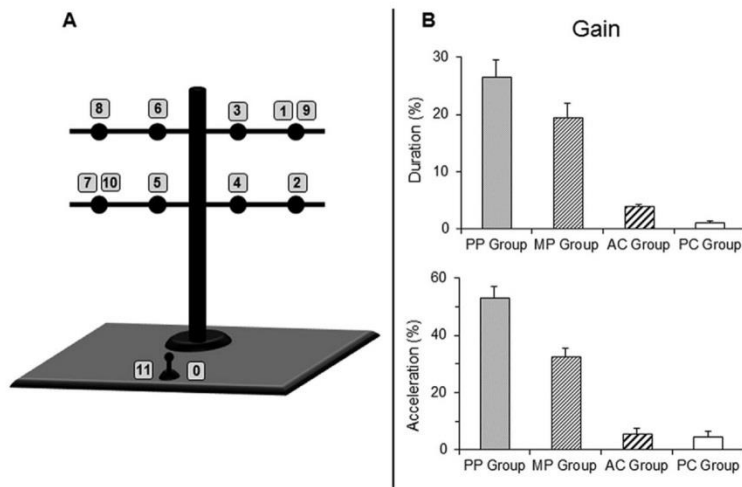 A
8 6 3 1 9
7 10 5 4 2
11 0
B
Gain
Duration (%)
30
20
10
0
PP Group MP Group AC Group PC Group
Acceleration (%)
60
40
20
0
PP Group MP Group AC Group PC Group